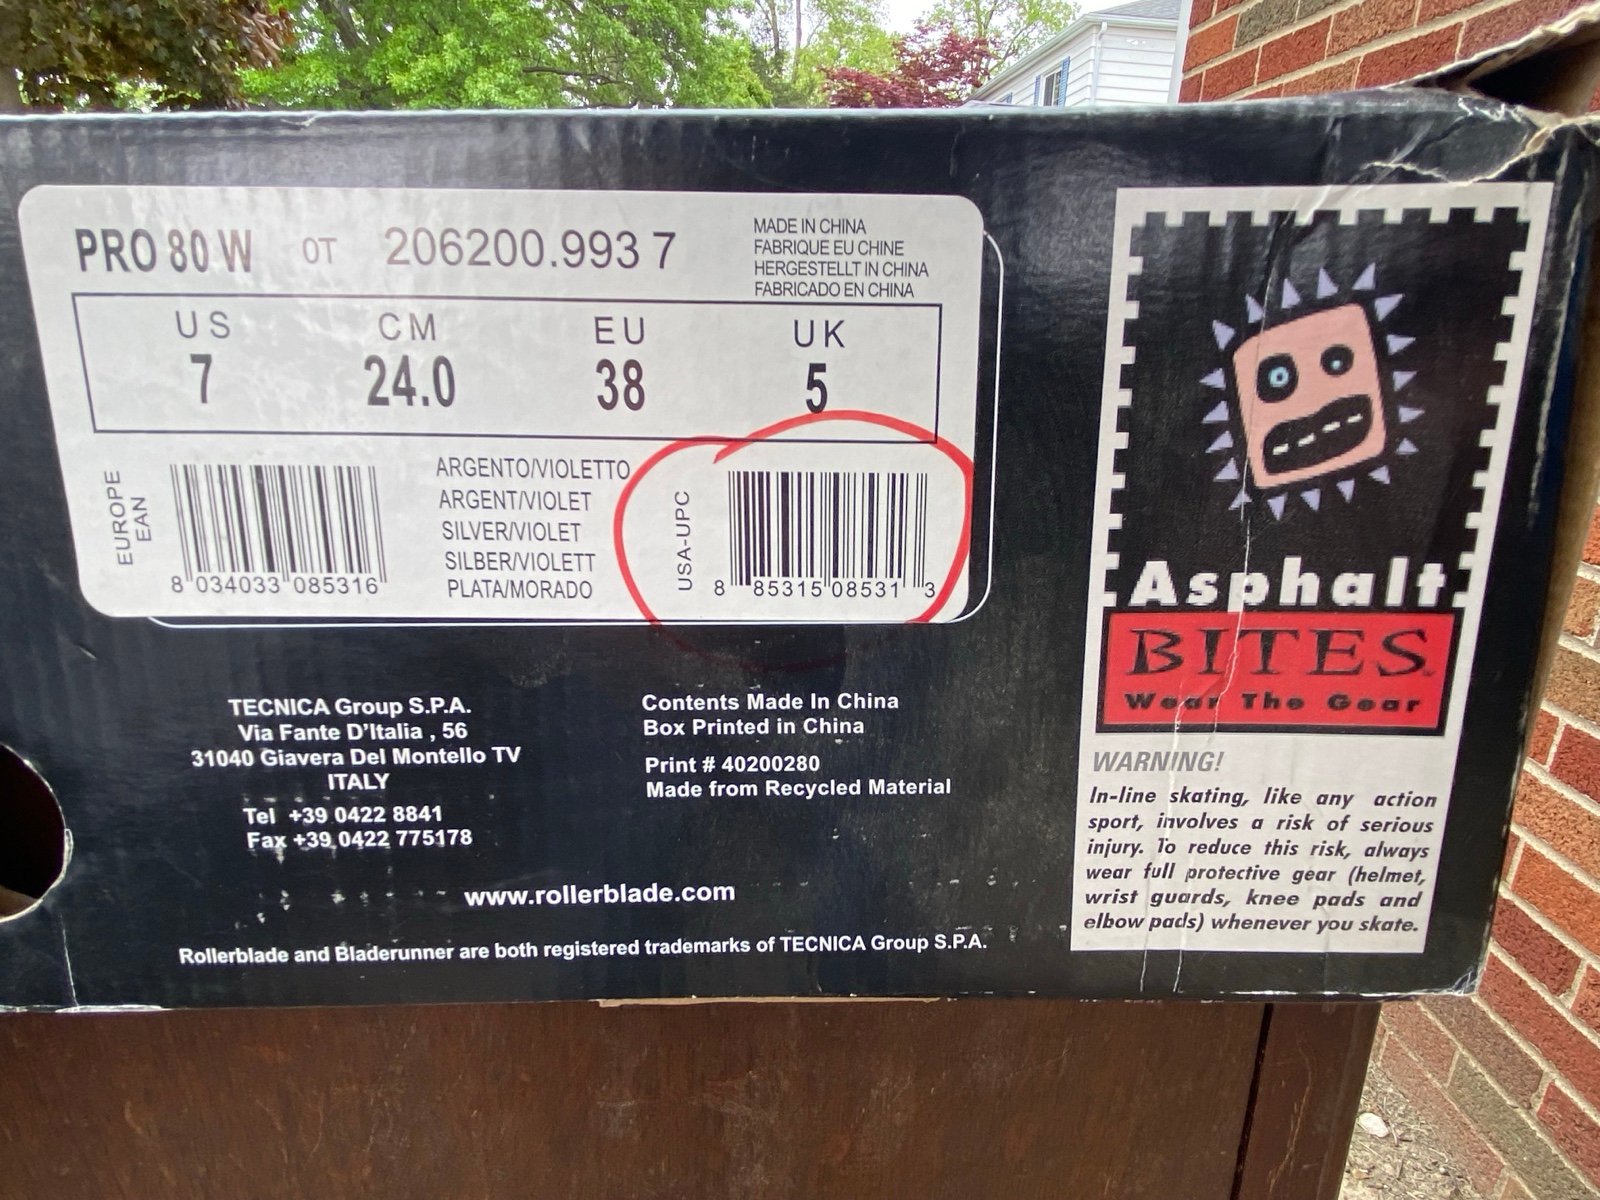 PRO 80 W OT 206200.993 7
MADE IN CHINA
FABRIQUE EU CHINE
HERGESTELLT IN CHINA
FABRICADO EN CHINA
US CM EU UK
7 24.0 38 5
EUROPE
EAN
8 034033 085316
ARGENTO/VIOLETTO
ARGENT/VIOLET
SILVER/VIOLET
SILBER/VIOLETT
PLATA/MORADO
USA-UPC
8 85315 08531 3
TECNICA Group S.P.A.
Via Fante D'Italia , 56
31040 Giavera Del Montello TV
ITALY
Tel +39 0422 8841
Fax +39 0422 775178
Contents Made In China
Box Printed in China
Print # 40200280
Made from Recycled Material
www.rollerblade.com
Rollerblade and Bladerunner are both registered trademarks of TECNICA Group S.P.A.
Asphalt
BITES
Wear The Gear
WARNING!
In-line skating, like any action
sport, involves a risk of serious
injury. To reduce this risk, always
wear full protective gear (helmet,
wrist guards, knee pads and
elbow pads) whenever you skate.